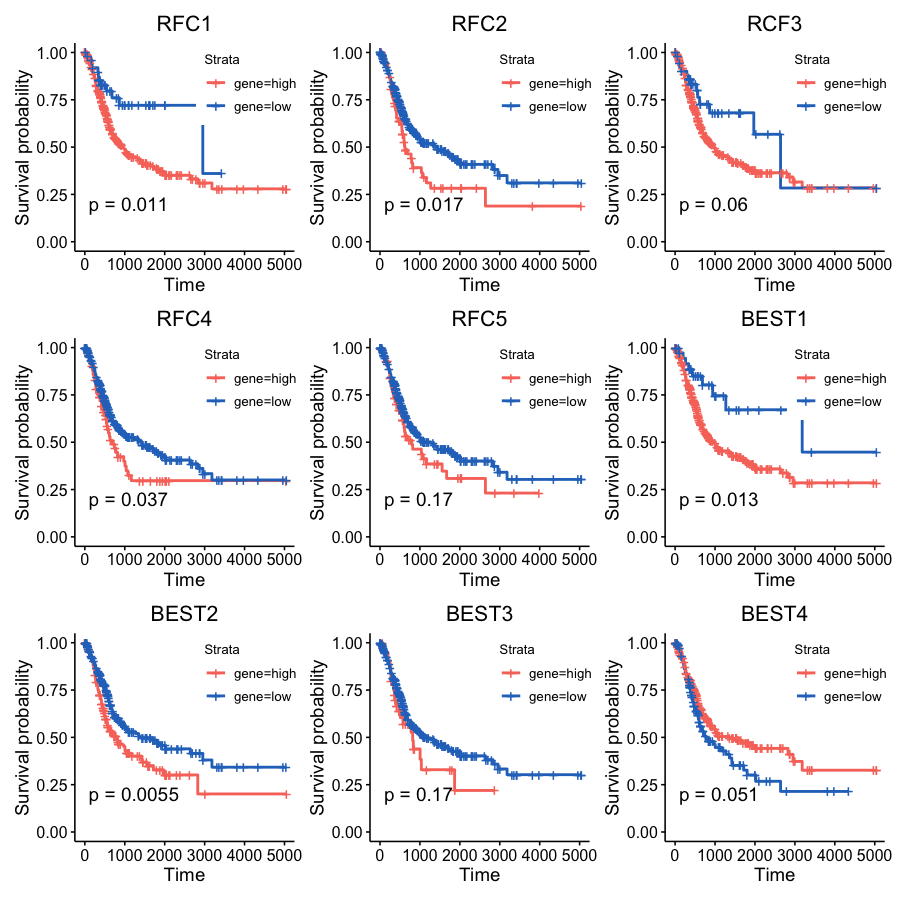 RFC1
Survival probability
1.00
0.75
0.50
0.25
0.00
Strata
gene=high
gene=low
p = 0.011
0 1000 2000 3000 4000 5000
Time
RFC2
Survival probability
1.00
0.75
0.50
0.25
0.00
Strata
gene=high
gene=low
p = 0.017
0 1000 2000 3000 4000 5000
Time
RCF3
Survival probability
1.00
0.75
0.50
0.25
0.00
Strata
gene=high
gene=low
p = 0.06
0 1000 2000 3000 4000 5000
Time
RFC4
Survival probability
1.00
0.75
0.50
0.25
0.00
Strata
gene=high
gene=low
p = 0.037
0 1000 2000 3000 4000 5000
Time
RFC5
Survival probability
1.00
0.75
0.50
0.25
0.00
Strata
gene=high
gene=low
p = 0.17
0 1000 2000 3000 4000 5000
Time
BEST1
Survival probability
1.00
0.75
0.50
0.25
0.00
Strata
gene=high
gene=low
p = 0.013
0 1000 2000 3000 4000 5000
Time
BEST2
Survival probability
1.00
0.75
0.50
0.25
0.00
Strata
gene=high
gene=low
p = 0.0055
0 1000 2000 3000 4000 5000
Time
BEST3
Survival probability
1.00
0.75
0.50
0.25
0.00
Strata
gene=high
gene=low
p = 0.17
0 1000 2000 3000 4000 5000
Time
BEST4
Survival probability
1.00
0.75
0.50
0.25
0.00
Strata
gene=high
gene=low
p = 0.051
0 1000 2000 3000 4000 5000
Time